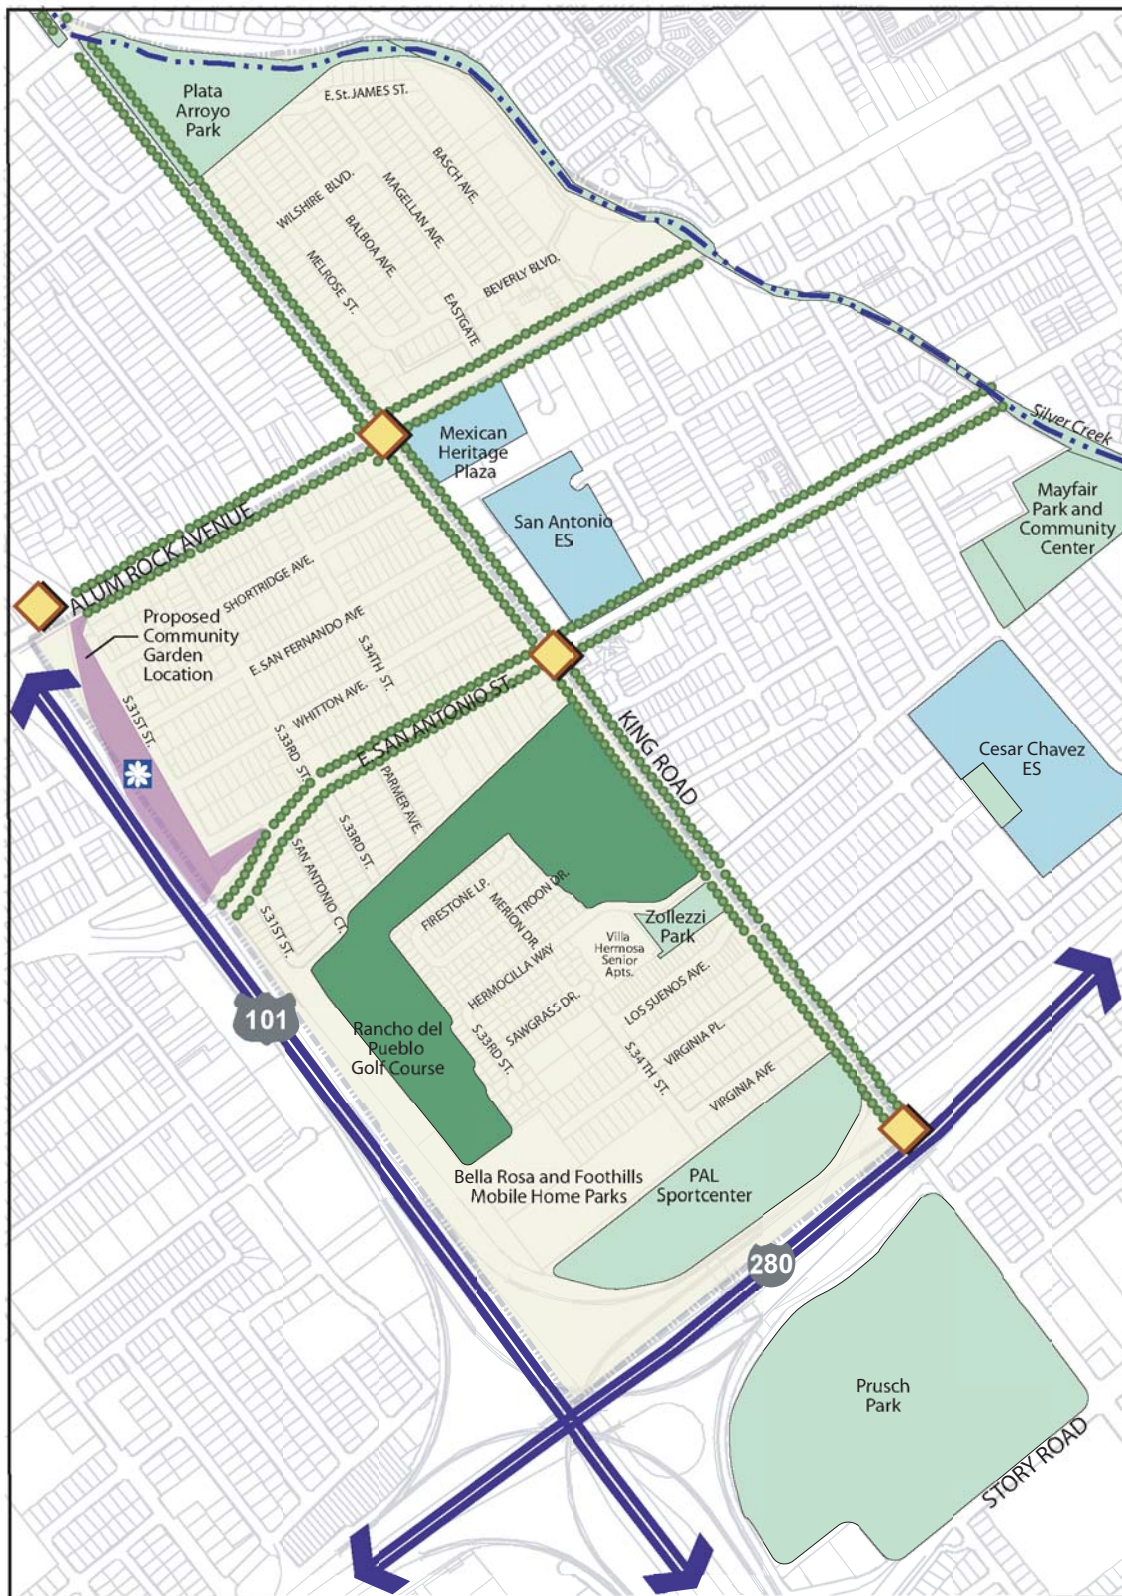 Plata
Arroyo
Park
E. St. JAMES ST.
BASCH AVE.
WILSHIRE BLVD.
MAGELLAN AVE.
BALBOA AVE.
MELROSE ST.
BEVERLY BLVD.
EASTGATE
Silver Creek
Mexican
Heritage
Plaza
San Antonio
ES
Mayfair
Park and
Community
Center
ALUM ROCK AVENUE
SHORTRIDGE AVE.
Proposed
Community
Garden
Location
E. SAN FERNANDO AVE
S.34TH ST.
WHITTON AVE.
S.31ST ST.
S.33RD ST.
E. SAN ANTONIO ST.
KING ROAD
Cesar Chavez
ES
PARMER AVE.
S.33RD ST.
SAN ANTONIO CT.
S.31ST ST.
FIRESTONE LP.
MERION DR.
TROON DR.
Zollezzi
Park
Villa
Hermosa
Senior
Apts.
HERMOCILLA WAY
SAWGRASS DR.
LOS SUENOS AVE.
101
Rancho del
Pueblo
Golf Course
S.33RD ST.
S.34TH ST.
VIRGINIA PL.
VIRGINIA AVE
Bella Rosa and Foothills
Mobile Home Parks
PAL
Sportcenter
280
Prusch
Park
STORY ROAD